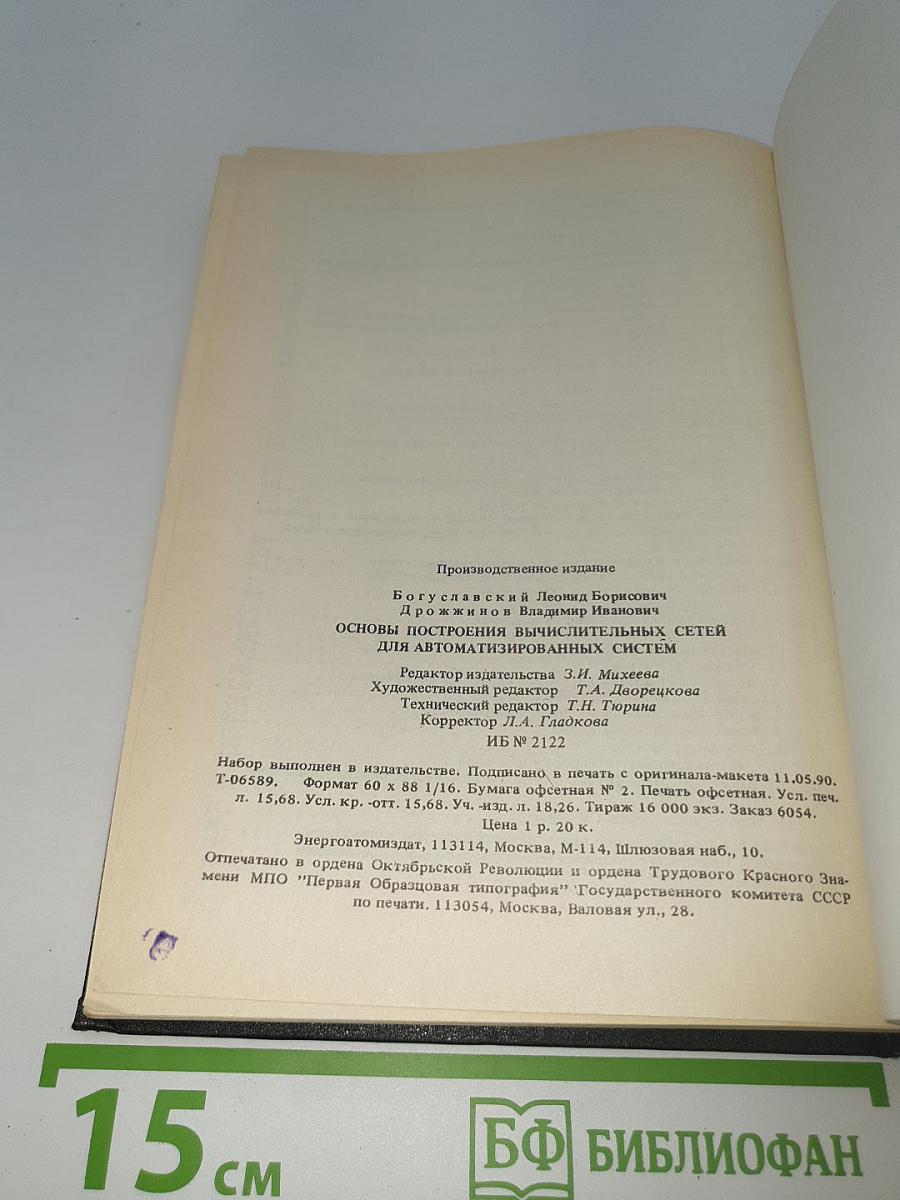 Производственное издание
Богуславский Леонид Борисович
Дрожжинов Владимир Иванович
ОСНОВЫ ПОСТРОЕНИЯ ВЫЧИСЛИТЕЛЬНЫХ СЕТЕЙ
ДЛЯ АВТОМАТИЗИРОВАННЫХ СИСТЕМ
Редактор издательства З.И. Михеева
Художественный редактор Т.А. Дворецкова
Технический редактор Т.Н. Тюрина
Корректор Л.А. Гладкова
ИБ № 2122
Набор выполнен в издательстве. Подписано в печать с оригинала-макета 11.05.90.
Т-06589. Формат 60 x 88 1/16. Бумага офсетная № 2. Печать офсетная. Усл. печ.
л. 15,68. Усл. кр. -отт. 15,68. Уч. -изд. л. 18,26. Тираж 16 000 экз. Заказ 6054.
Цена 1 р. 20 к.
Энергоатомиздат, 113114, Москва, М-114, Шлюзовая наб., 10.
Отпечатано в ордена Октябрьской Революции и ордена Трудового Красного Зна-
мени МПО "Первая Образцовая типография" Государственного комитета СССР
по печати. 113054, Москва, Валовая ул., 28.
15 см
БФ БИБЛИОФАН